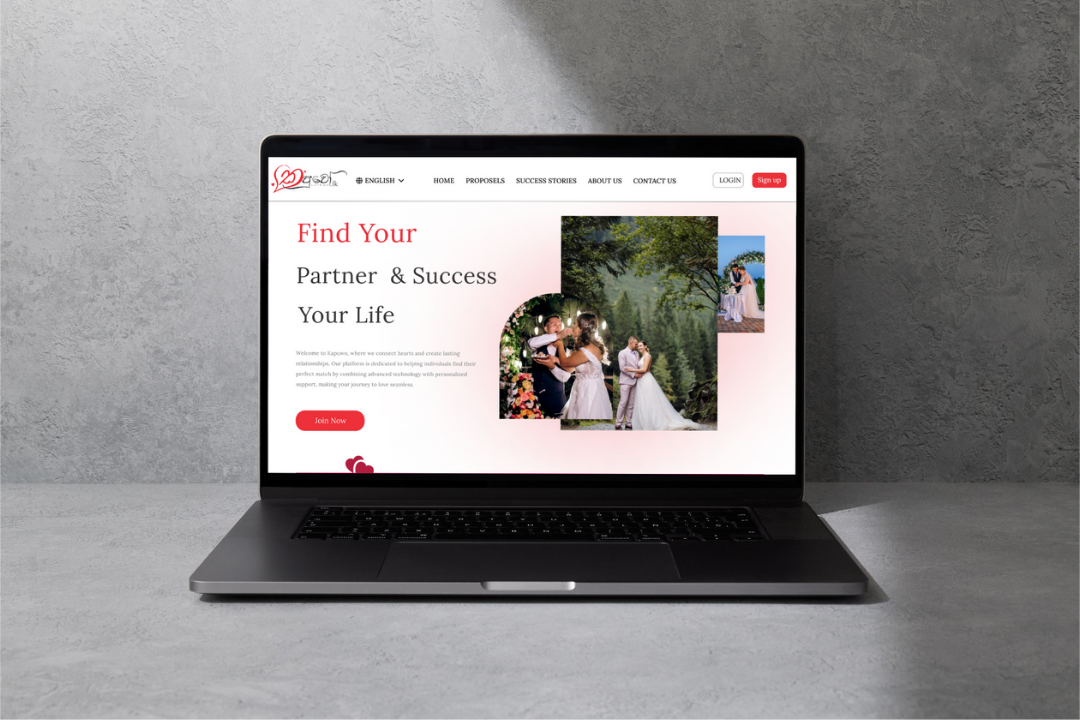 ENGLISH HOME PROPOSELS SUCCESS STORIES ABOUT US CONTACT US LOGIN Sign up
Find Your
Partner & Success
Your Life
Welcome to Kapuwo, where we connect hearts and create lasting
relationships. Our platform is dedicated to helping individuals find their
perfect match by combining advanced technology with personalized
support, making your journey to love seamless.
Join Now